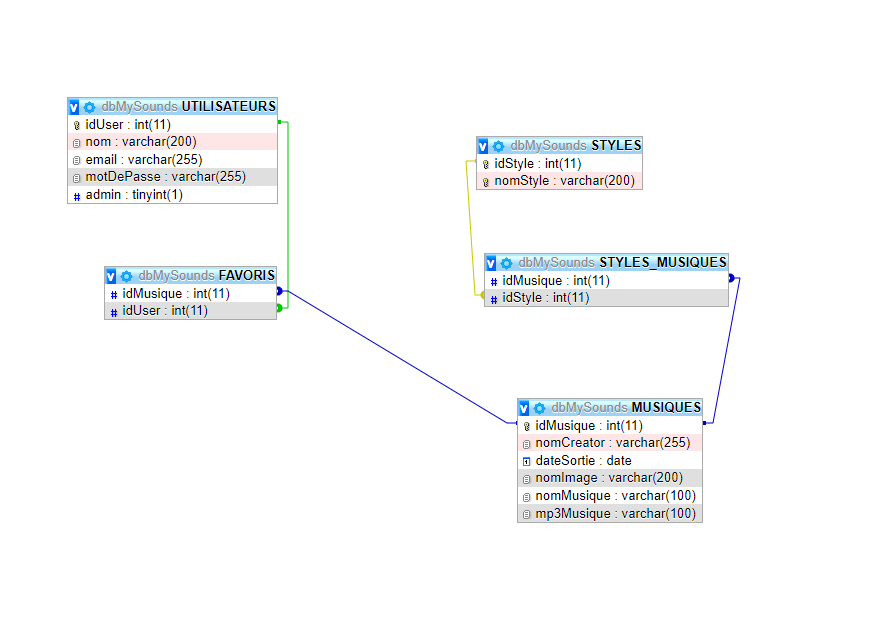 dbMySounds UTILISATEURS
idUser : int(11)
nom : varchar(200)
email : varchar(255)
motDePasse : varchar(255)
# admin : tinyint(1)
dbMySounds STYLES
idStyle : int(11)
nomStyle : varchar(200)
dbMySounds FAVORIS
# idMusique : int(11)
# idUser : int(11)
dbMySounds STYLES_MUSIQUES
# idMusique : int(11)
# idStyle : int(11)
dbMySounds MUSIQUES
idMusique : int(11)
nomCreator : varchar(255)
dateSortie : date
nomImage : varchar(200)
nomMusique : varchar(100)
mp3Musique : varchar(100)